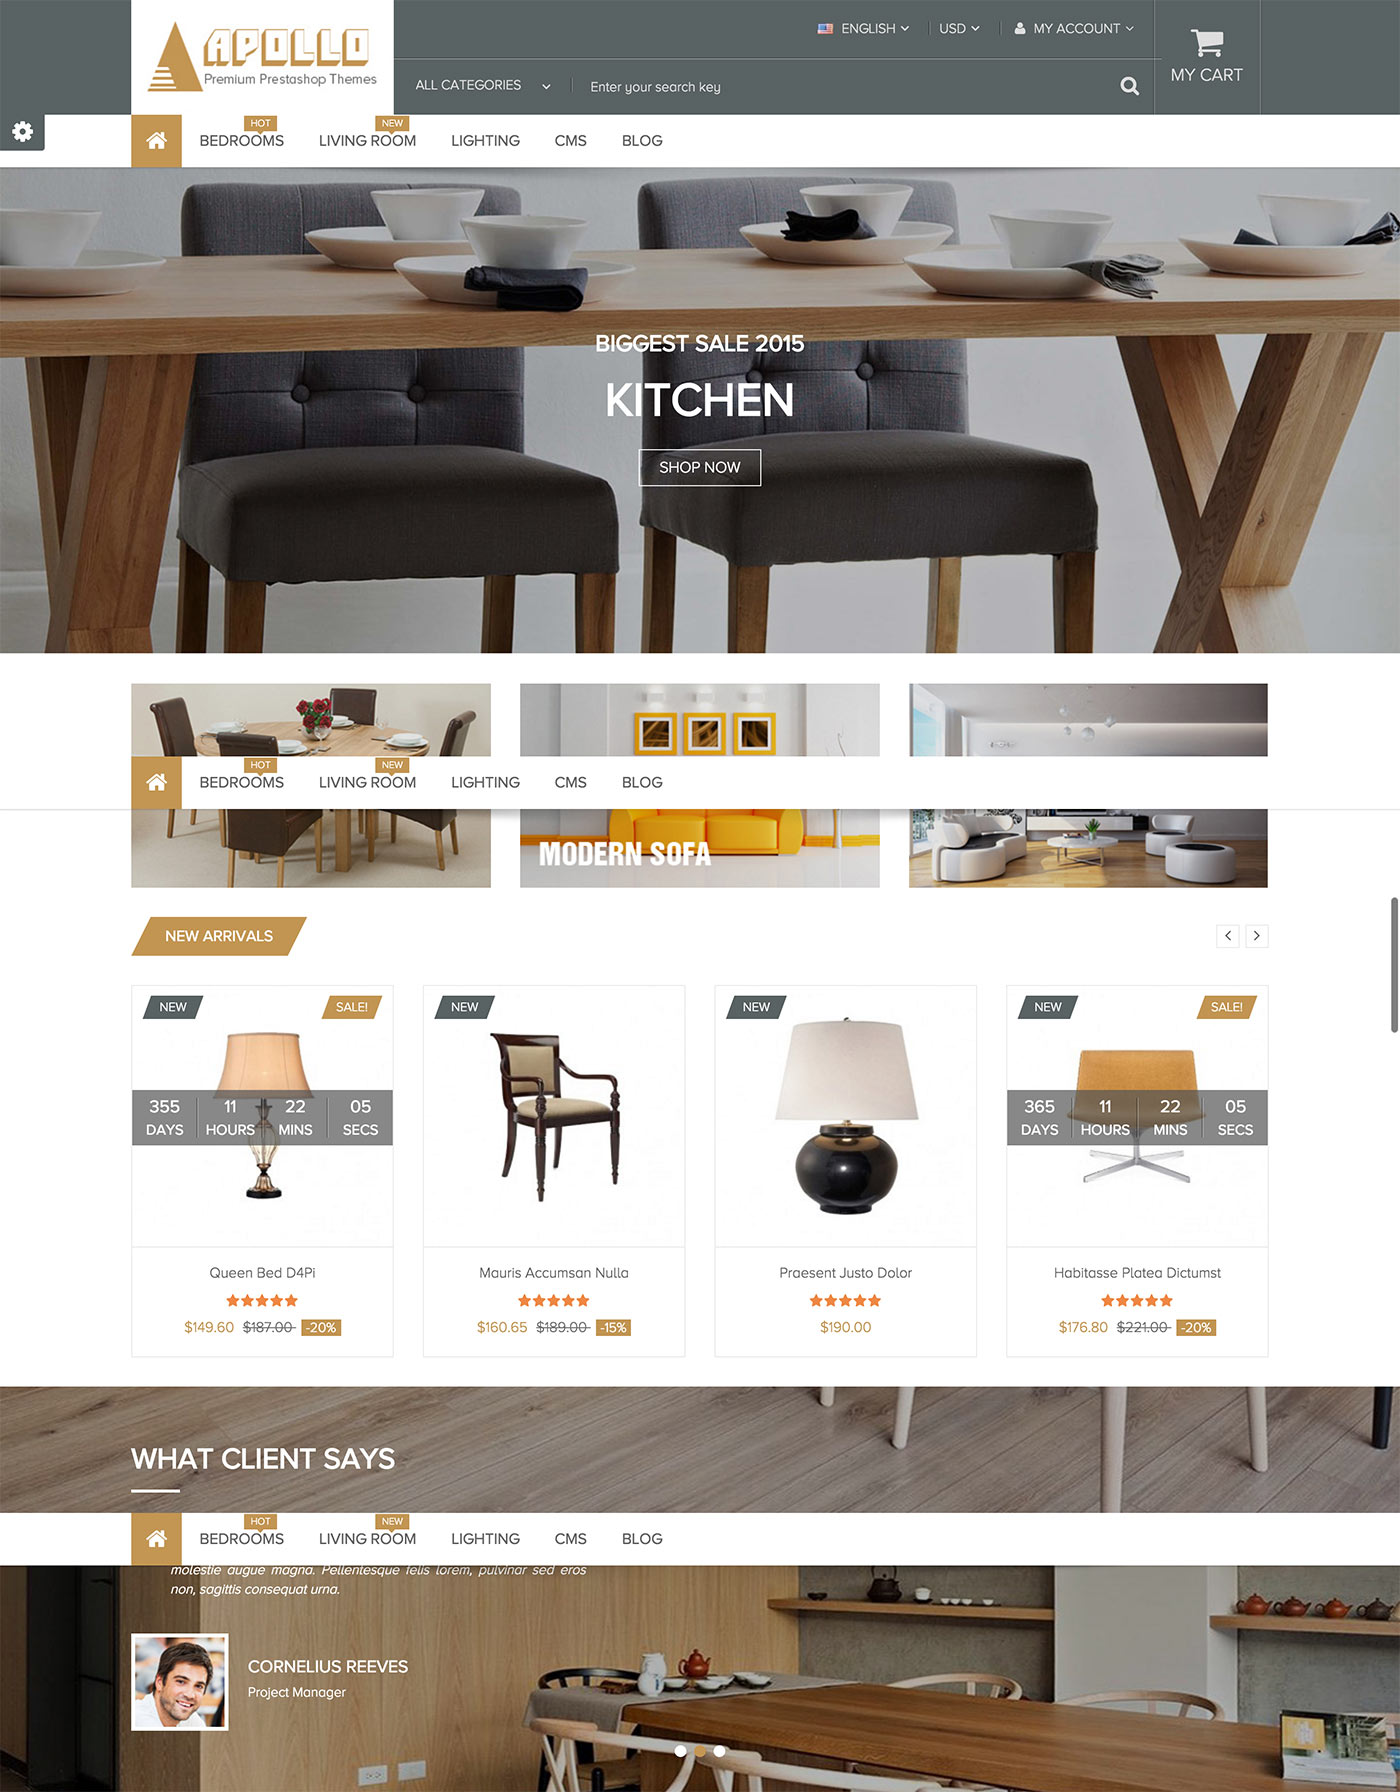 APOLLO
Premium Prestashop Themes
ENGLISH
USD
MY ACCOUNT
MY CART
ALL CATEGORIES
Enter your search key
HOT
NEW
BEDROOMS
LIVING ROOM
LIGHTING
CMS
BLOG
BIGGEST SALE 2015
KITCHEN
SHOP NOW
HOT
NEW
BEDROOMS
LIVING ROOM
LIGHTING
CMS
BLOG
MODERN SOFA
NEW ARRIVALS
NEW
SALE!
355 11 22 05
DAYS HOURS MINS SECS
Queen Bed D4Pi
$149.60 $187.00 -20%
NEW
Mauris Accumsan Nulla
$160.65 $189.00 -15%
NEW
Praesent Justo Dolor
$190.00
NEW
SALE!
365 11 22 05
DAYS HOURS MINS SECS
Habitasse Platea Dictumst
$176.80 $221.00 -20%
WHAT CLIENT SAYS
HOT
NEW
BEDROOMS
LIVING ROOM
LIGHTING
CMS
BLOG
molestie augue magna. Pellentesque felis lorem, pulvinar sed eros
non, sagittis consequat urna.
CORNELIUS REEVES
Project Manager